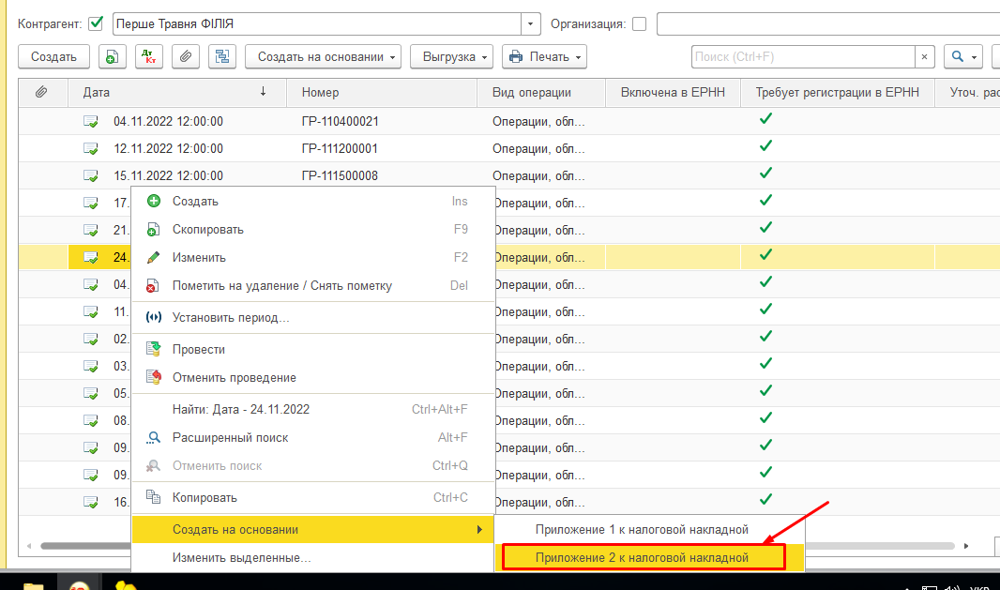 Контрагент: Перше Травня ФІЛІЯ Организация:
Создать Дт Кт Создать на основании Выгрузка Печать Поиск (Ctrl+F) ×
Дата ↓ Номер Вид операции Включена в ЕРНН Требует регистрации в ЕРНН Уточ. рас
04.11.2022 12:00:00 ГР-110400021 Операции, обл...
12.11.2022 12:00:00 ГР-111200001 Операции, обл...
15.11.2022 12:00:00 ГР-111500008 Операции, обл...
17. Операции, обл...
21. Операции, обл...
24. Операции, обл...
04. Операции, обл...
11. Операции, обл...
02. Операции, обл...
03. Операции, обл...
05. Операции, обл...
08. Операции, обл...
09. Операции, обл...
09. Операции, обл...
16. Операции, обл...
Создать Ins
Скопировать F9
Изменить F2
Пометить на удаление / Снять пометку Del
Установить период...
Провести
Отменить проведение
Найти: Дата - 24.11.2022 Ctrl+Alt+F
Расширенный поиск Alt+F
Отменить поиск Ctrl+Q
Копировать Ctrl+C
Создать на основании
Изменить выделенные...
Приложение 1 к налоговой накладной
Приложение 2 к налоговой накладной
УКР